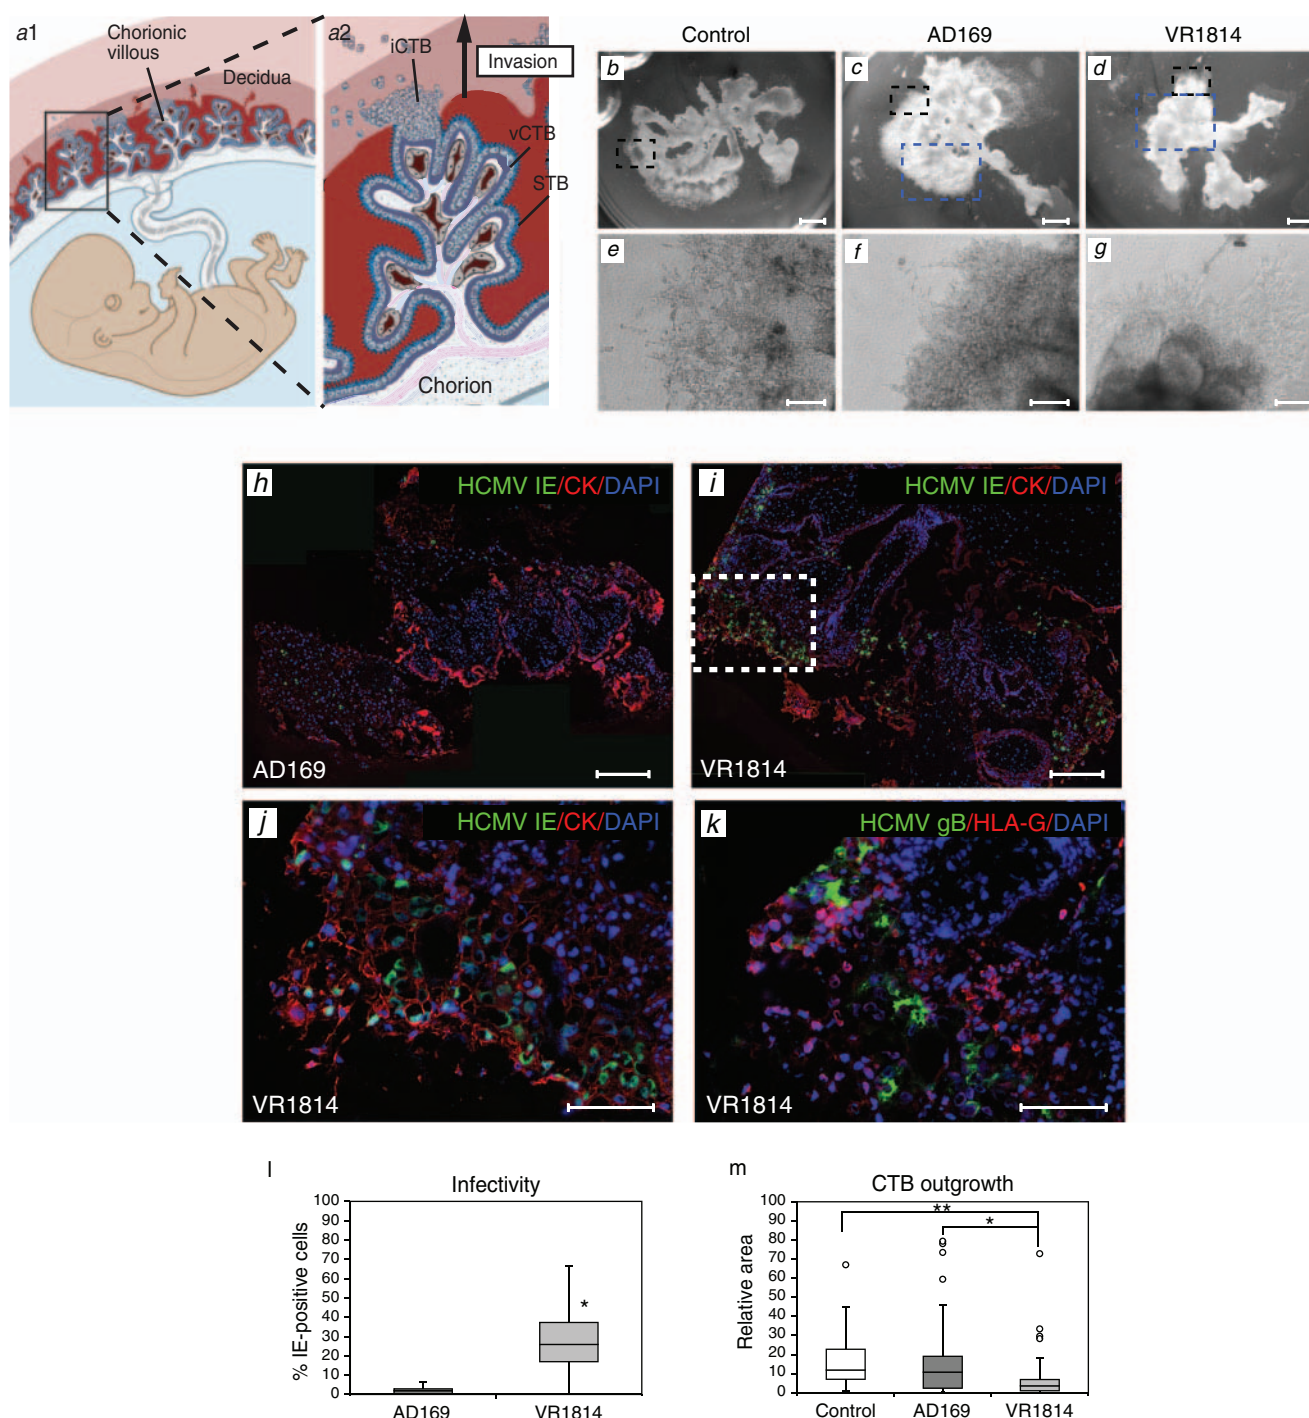 a1
Chorionic
villous
Decidua
a2
iCTB
Invasion
vCTB
STB
Chorion
Control
AD169
VR1814
b
c
d
e
f
g
h
HCMV IE/CK/DAPI
AD169
i
HCMV IE/CK/DAPI
VR1814
j
HCMV IE/CK/DAPI
VR1814
k
HCMV gB/HLA-G/DAPI
VR1814
l
Infectivity
% IE-positive cells
100
90
80
70
60
50
40
30
20
10
0
*
AD169
VR1814
m
CTB outgrowth
Relative area
100
90
80
70
60
50
40
30
20
10
0
**
*
Control
AD169
VR1814